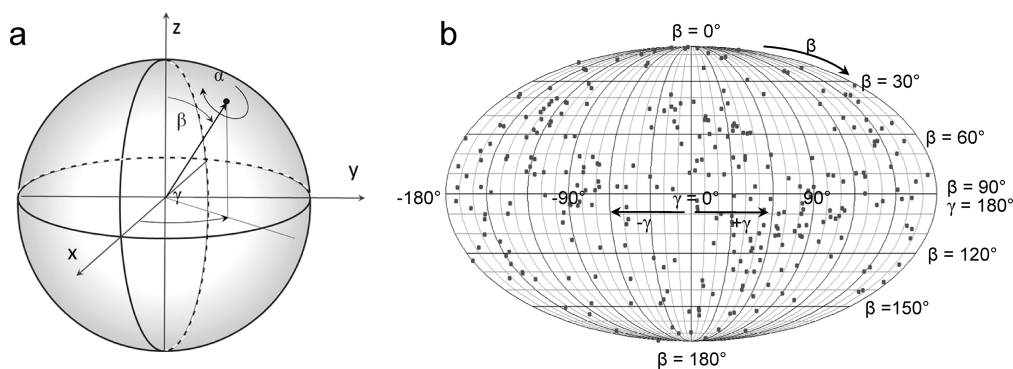 a
z
α
β
y
γ
x
b
β = 0°
β
β = 30°
β = 60°
-180°
-90°
γ = 0°
90°
β = 90°
γ = 180°
-γ
+γ
β = 120°
β =150°
β = 180°